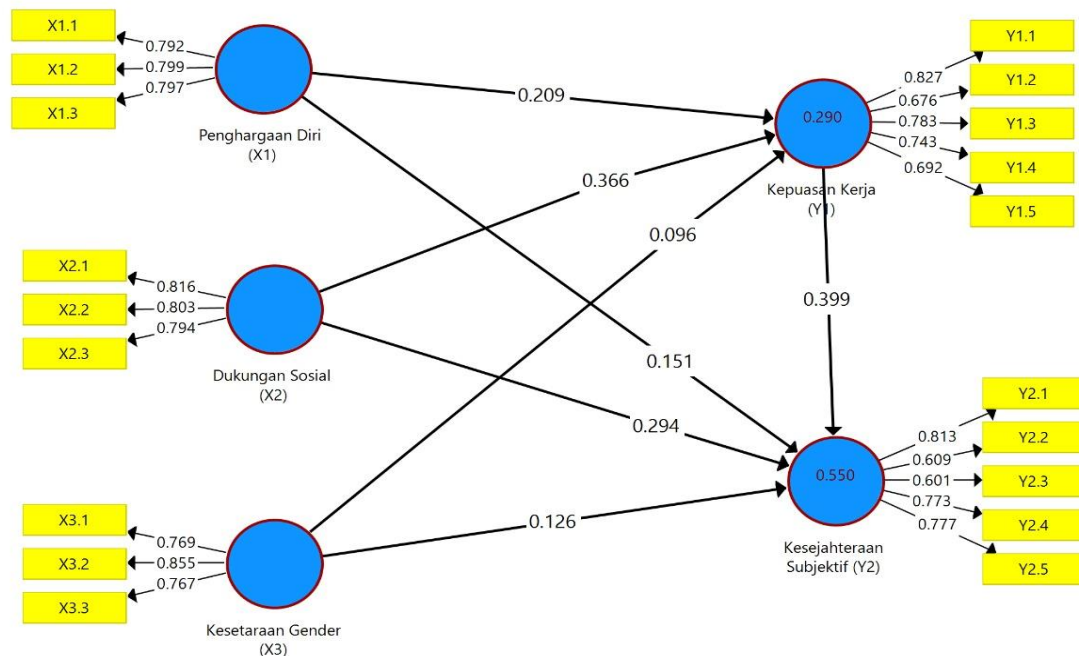 X1.1
0.792
X1.2
0.799
X1.3
0.797
Penghargaan Diri
(X1)
X2.1
0.816
X2.2
0.803
X2.3
0.794
Dukungan Sosial
(X2)
X3.1
0.769
X3.2
0.855
X3.3
0.767
Kesetaraan Gender
(X3)
0.209
0.366
0.096
0.151
0.294
0.126
0.399
0.290
Kepuasan Kerja
(Y1)
Y1.1
0.827
Y1.2
0.676
Y1.3
0.783
Y1.4
0.743
0.692
Y1.5
0.550
Kesejahteraan
Subjektif (Y2)
Y2.1
0.813
Y2.2
0.609
Y2.3
0.601
Y2.4
0.773
0.777
Y2.5